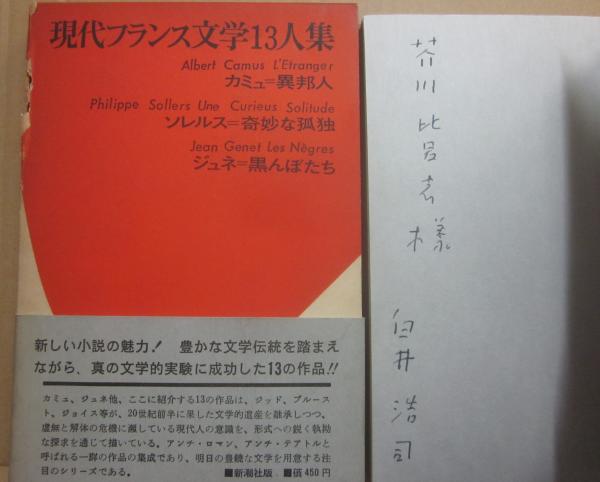 現代フランス文学13人集
Albert Camus L'Etranger
カミュ=異邦人
Philippe Sollers Une Curieus Solitude
ソレルス=奇妙な孤独
Jean Genet Les Nègres
ジュネ=黒んぼたち
新しい小説の魅力! 豊かな文学伝統を踏まえ
ながら、真の文学的実験に成功した13の作品!!
カミュ、ジュネ他、ここに紹介する13の作品は、ジッド、プルース
ト、ジョイス等が、20世紀前半に果した文学的遺産を継承しつつ、
虚無と解体の危機に瀕している現代人の意識を、形式への鋭く執拗
な探求を通じて描いている。アンチ・ロマン、アンチ・テアトルと
呼ばれる一群の作品の集成であり、明日の豊饒な文学を用意する注
目のシリーズである。 ■新潮社版 ■価450円
芥川比呂志様
白井浩司